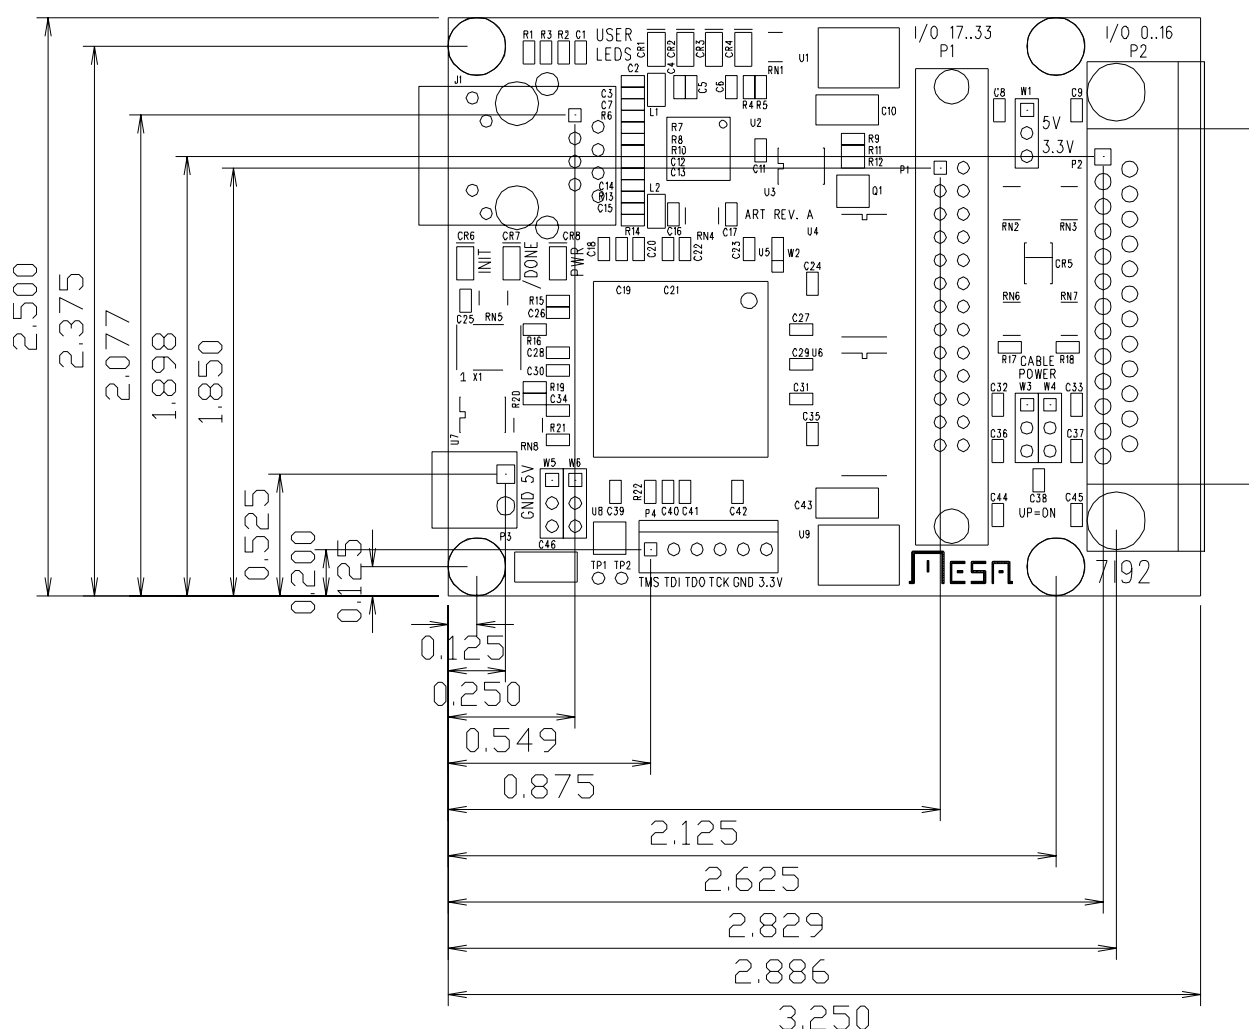 R1 R3 R2 C1
USER
LEDS
CR1 CR2 CR3 CR4
RN1
U1
I/O 17..33
P1
I/O 0..16
P2
J1
C2
C4
C3
C7
R6
C5
C6
R4 R5
L1
C10
C8
W1
C9
5V
3.3V
R7
R8
R10
C12
C13
U2
C11
U3
R9
R11
R12
Q1
P1
P2
C14
R13
C15
L2
C16
RN4
C17
ART REV. A
U4
RN2
RN3
CR6
CR7
CR8
INIT
/DONE
PWR
C18
R14
C20
C22
C23
U5
W2
C24
CR5
C25
RN5
R15
C26
C19
C21
RN6
RN7
R16
C27
C28
C29
U6
R17
R18
C30
1
X1
CABLE
POWER
R19
R20
C34
C31
C32
W3
W4
C33
U7
R21
RN8
C35
C36
C37
GND 5V
W5
W6
C39
R22
P4
C40
C41
C42
C43
C38
UP=ON
C44
C45
P3
C46
U8
U9
TP1 TP2
TMS TDI TDO TCK GND 3.3V
MESA
7I92
2.500
2.375
2.077
1.898
1.850
0.525
0.200
0.125
0.125
0.250
0.549
0.875
2.125
2.625
2.829
2.886
3.250